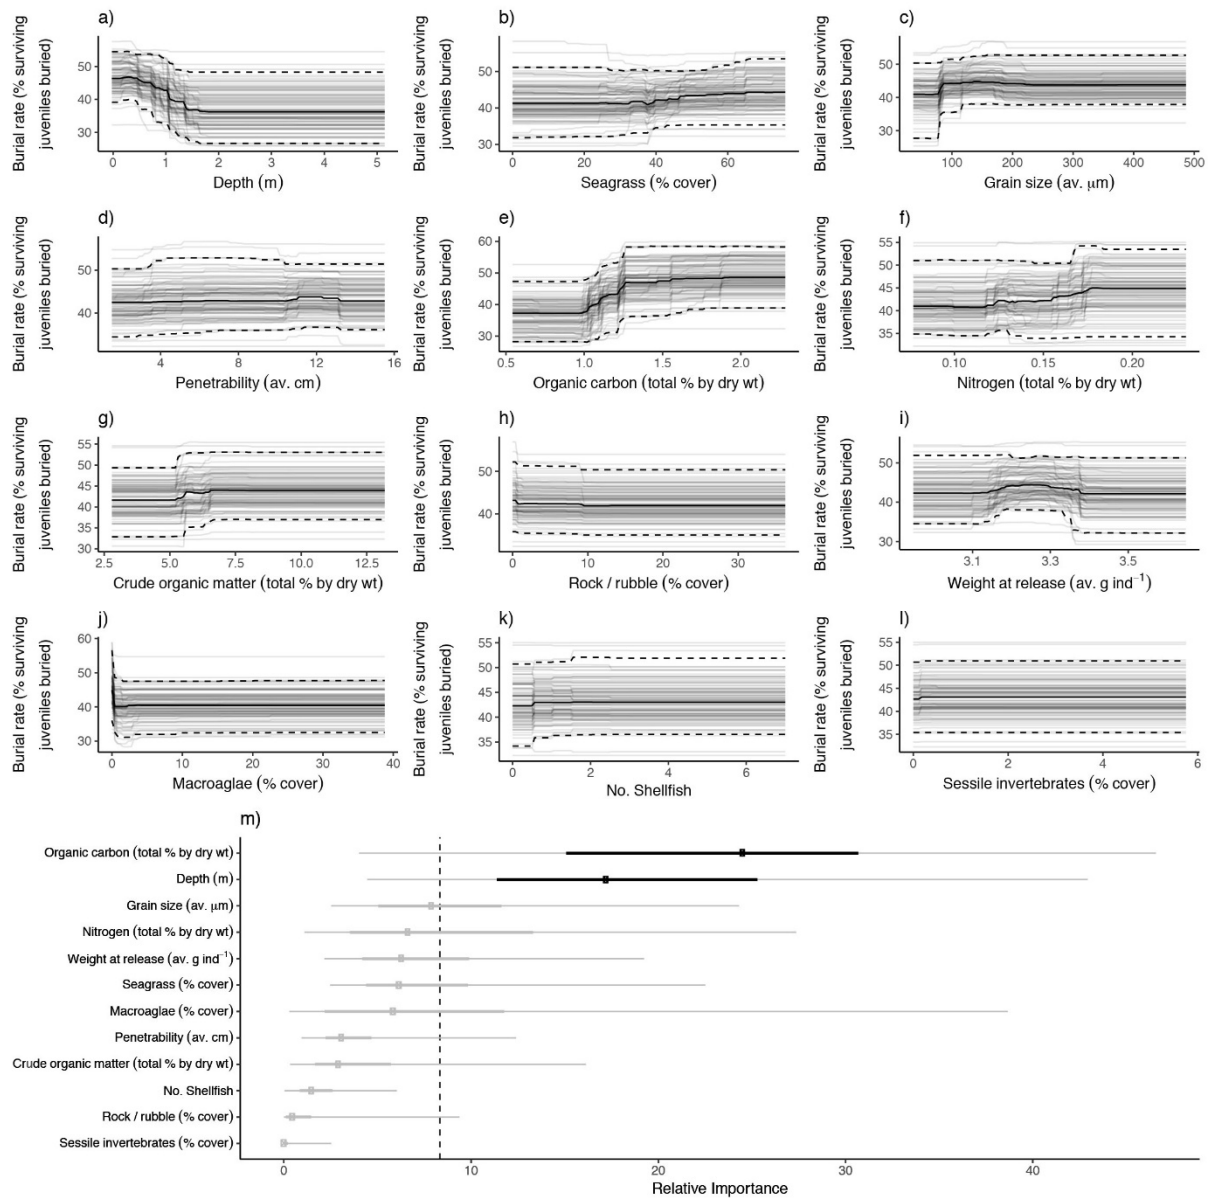 a)
Burial rate (% surviving
juveniles buried)
50
40
30
0 1 2 3 4 5
Depth (m)
b)
Burial rate (% surviving
juveniles buried)
50
40
30
0 20 40 60
Seagrass (% cover)
c)
Burial rate (% surviving
juveniles buried)
50
40
30
100 200 300 400 500
Grain size (av. μm)
d)
Burial rate (% surviving
juveniles buried)
50
40
4 8 12 16
Penetrability (av. cm)
e)
Burial rate (% surviving
juveniles buried)
60
50
40
30
0.5 1.0 1.5 2.0
Organic carbon (total % by dry wt)
f)
Burial rate (% surviving
juveniles buried)
55
50
45
40
35
0.10 0.15 0.20
Nitrogen (total % by dry wt)
g)
Burial rate (% surviving
juveniles buried)
55
50
45
40
35
30
2.5 5.0 7.5 10.0 12.5
Crude organic matter (total % by dry wt)
h)
Burial rate (% surviving
juveniles buried)
50
40
0 10 20 30
Rock / rubble (% cover)
i)
Burial rate (% surviving
juveniles buried)
50
40
30
3.1 3.3 3.5
Weight at release (av. g ind⁻¹)
j)
Burial rate (% surviving
juveniles buried)
60
50
40
30
0 10 20 30 40
Macroaglae (% cover)
k)
Burial rate (% surviving
juveniles buried)
55
50
45
40
35
0 2 4 6
No. Shellfish
l)
Burial rate (% surviving
juveniles buried)
55
50
45
40
35
0 2 4 6
Sessile invertebrates (% cover)
m)
Organic carbon (total % by dry wt)
Depth (m)
Grain size (av. μm)
Nitrogen (total % by dry wt)
Weight at release (av. g ind⁻¹)
Seagrass (% cover)
Macroaglae (% cover)
Penetrability (av. cm)
Crude organic matter (total % by dry wt)
No. Shellfish
Rock / rubble (% cover)
Sessile invertebrates (% cover)
0 10 20 30 40
Relative Importance